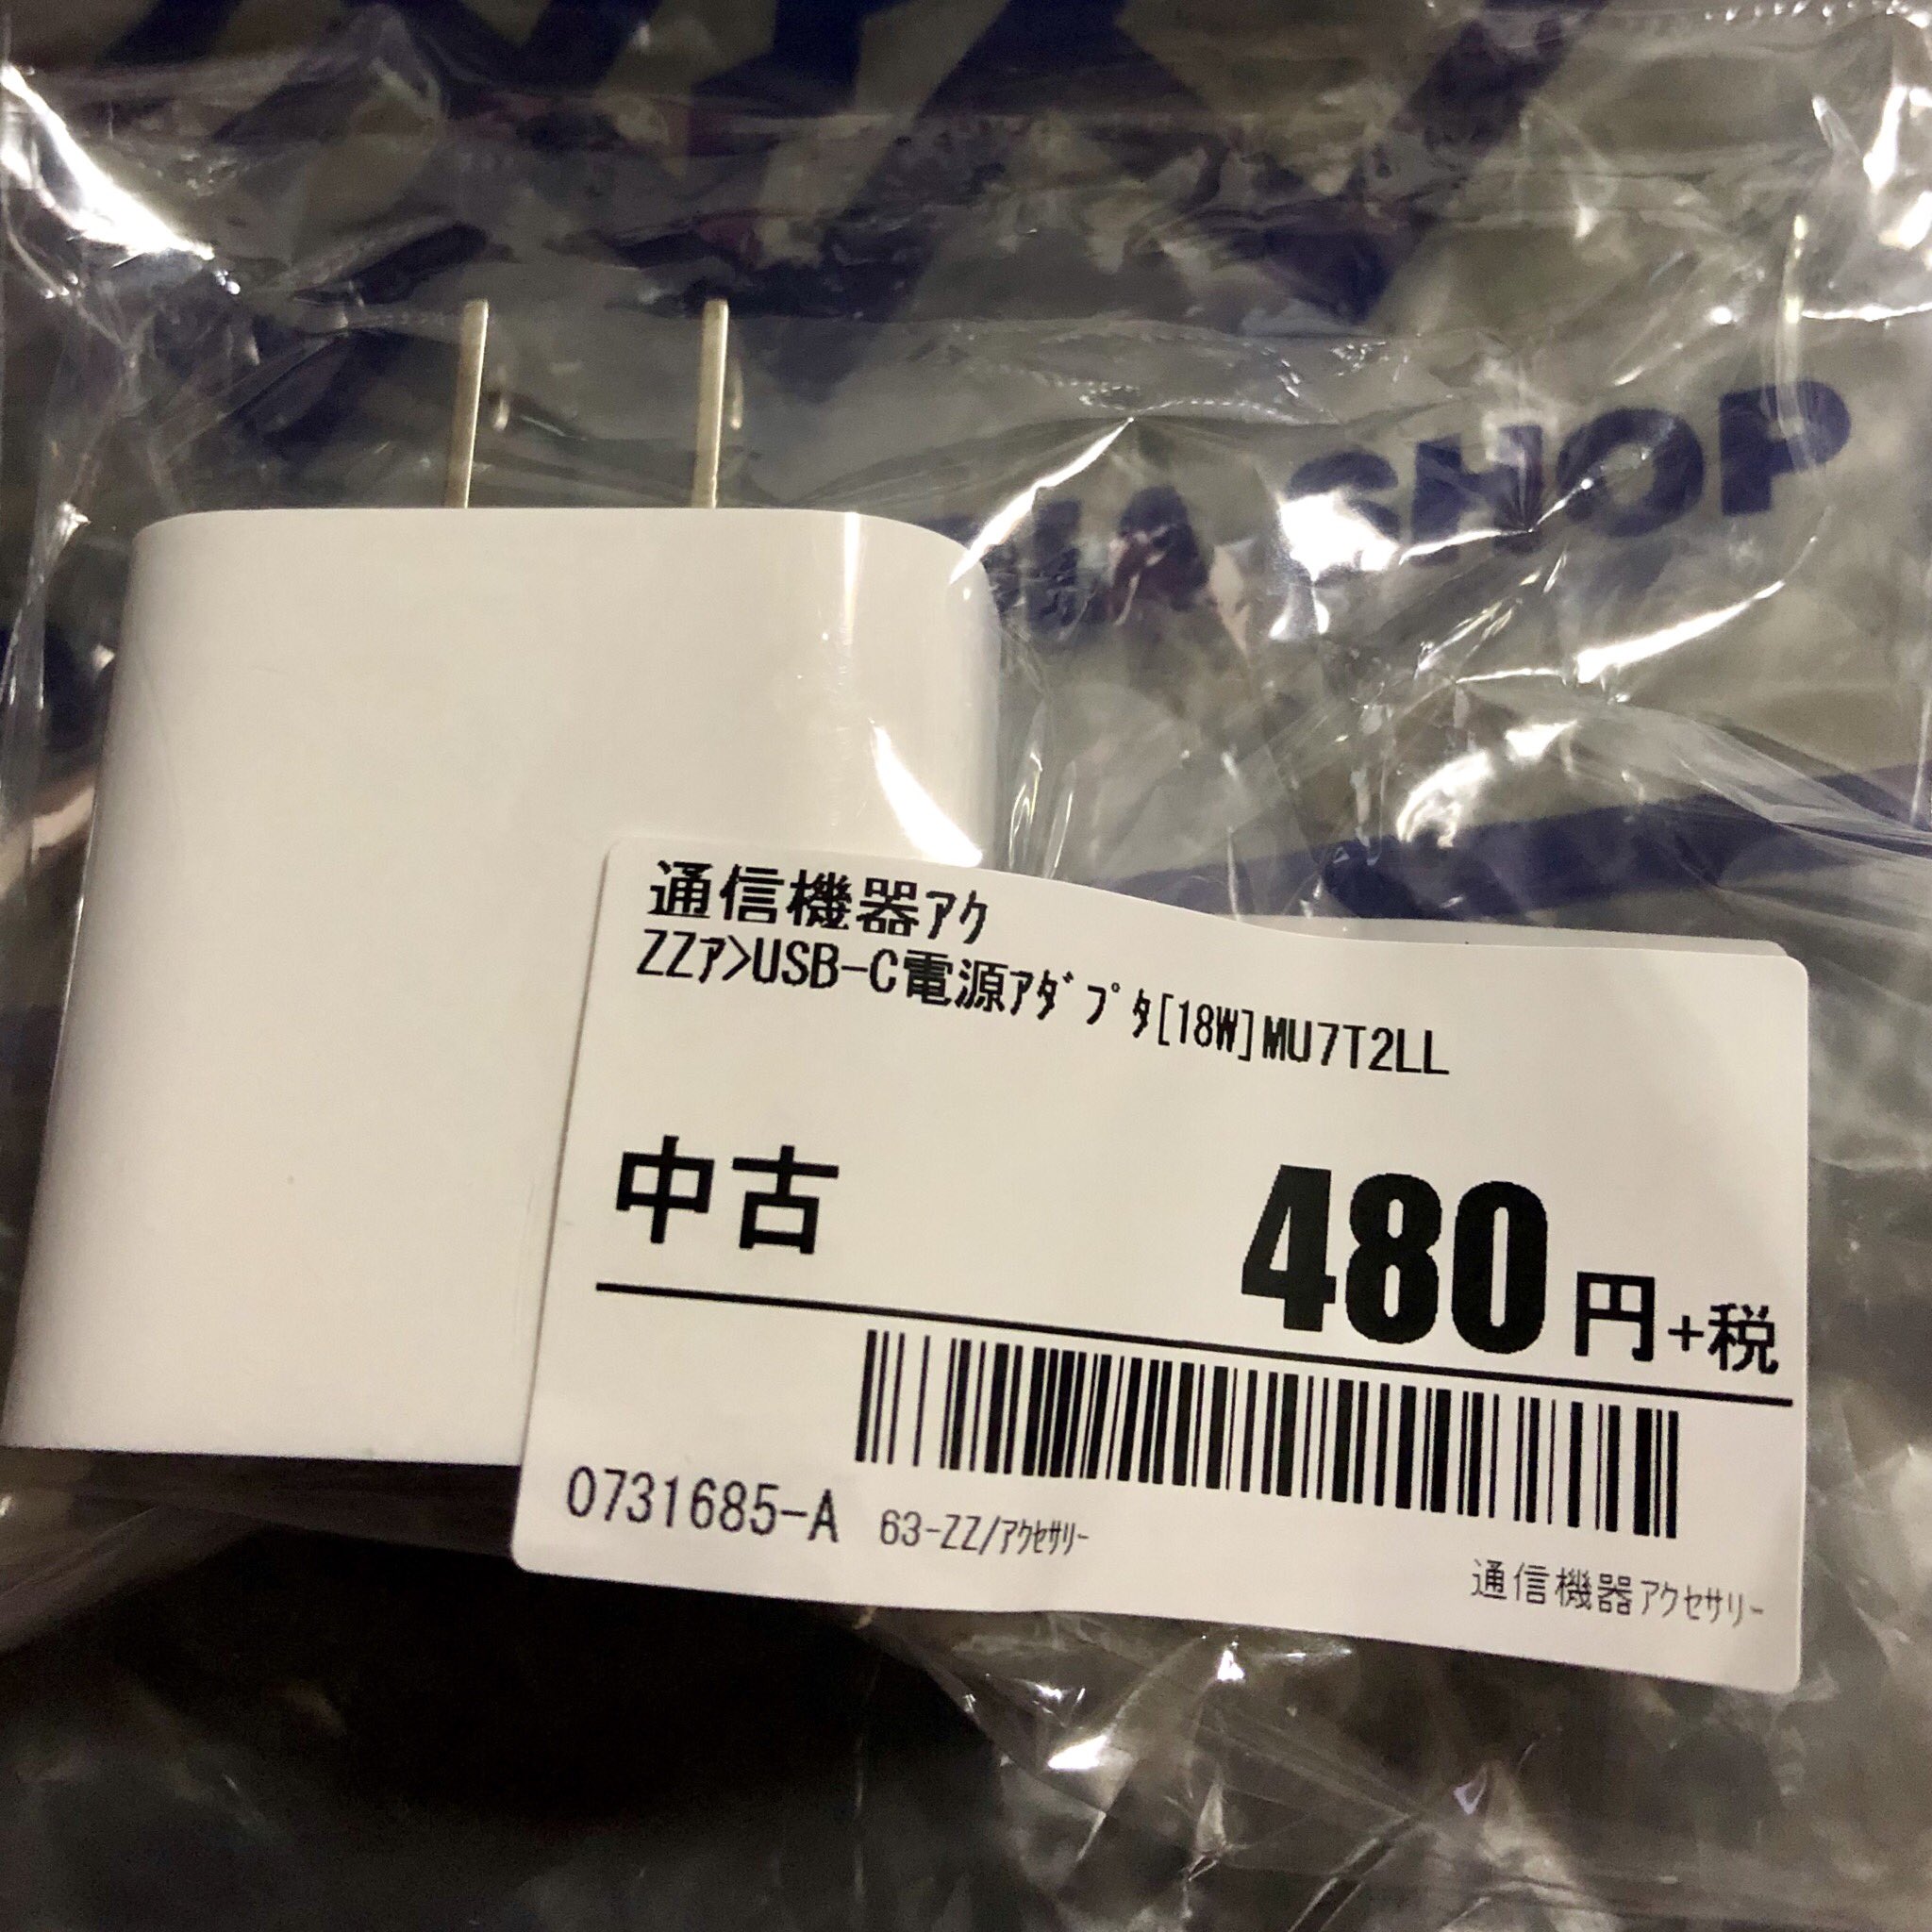 SHOP
通信機器ｱｸ
ZZｱ>USB-C電源ｱﾀﾞﾌﾟﾀ[18W]MU7T2LL
中古 480円+税
0731685-A 63-ZZ/ｱｸｾｻﾘｰ
通信機器ｱｸｾｻﾘｰ